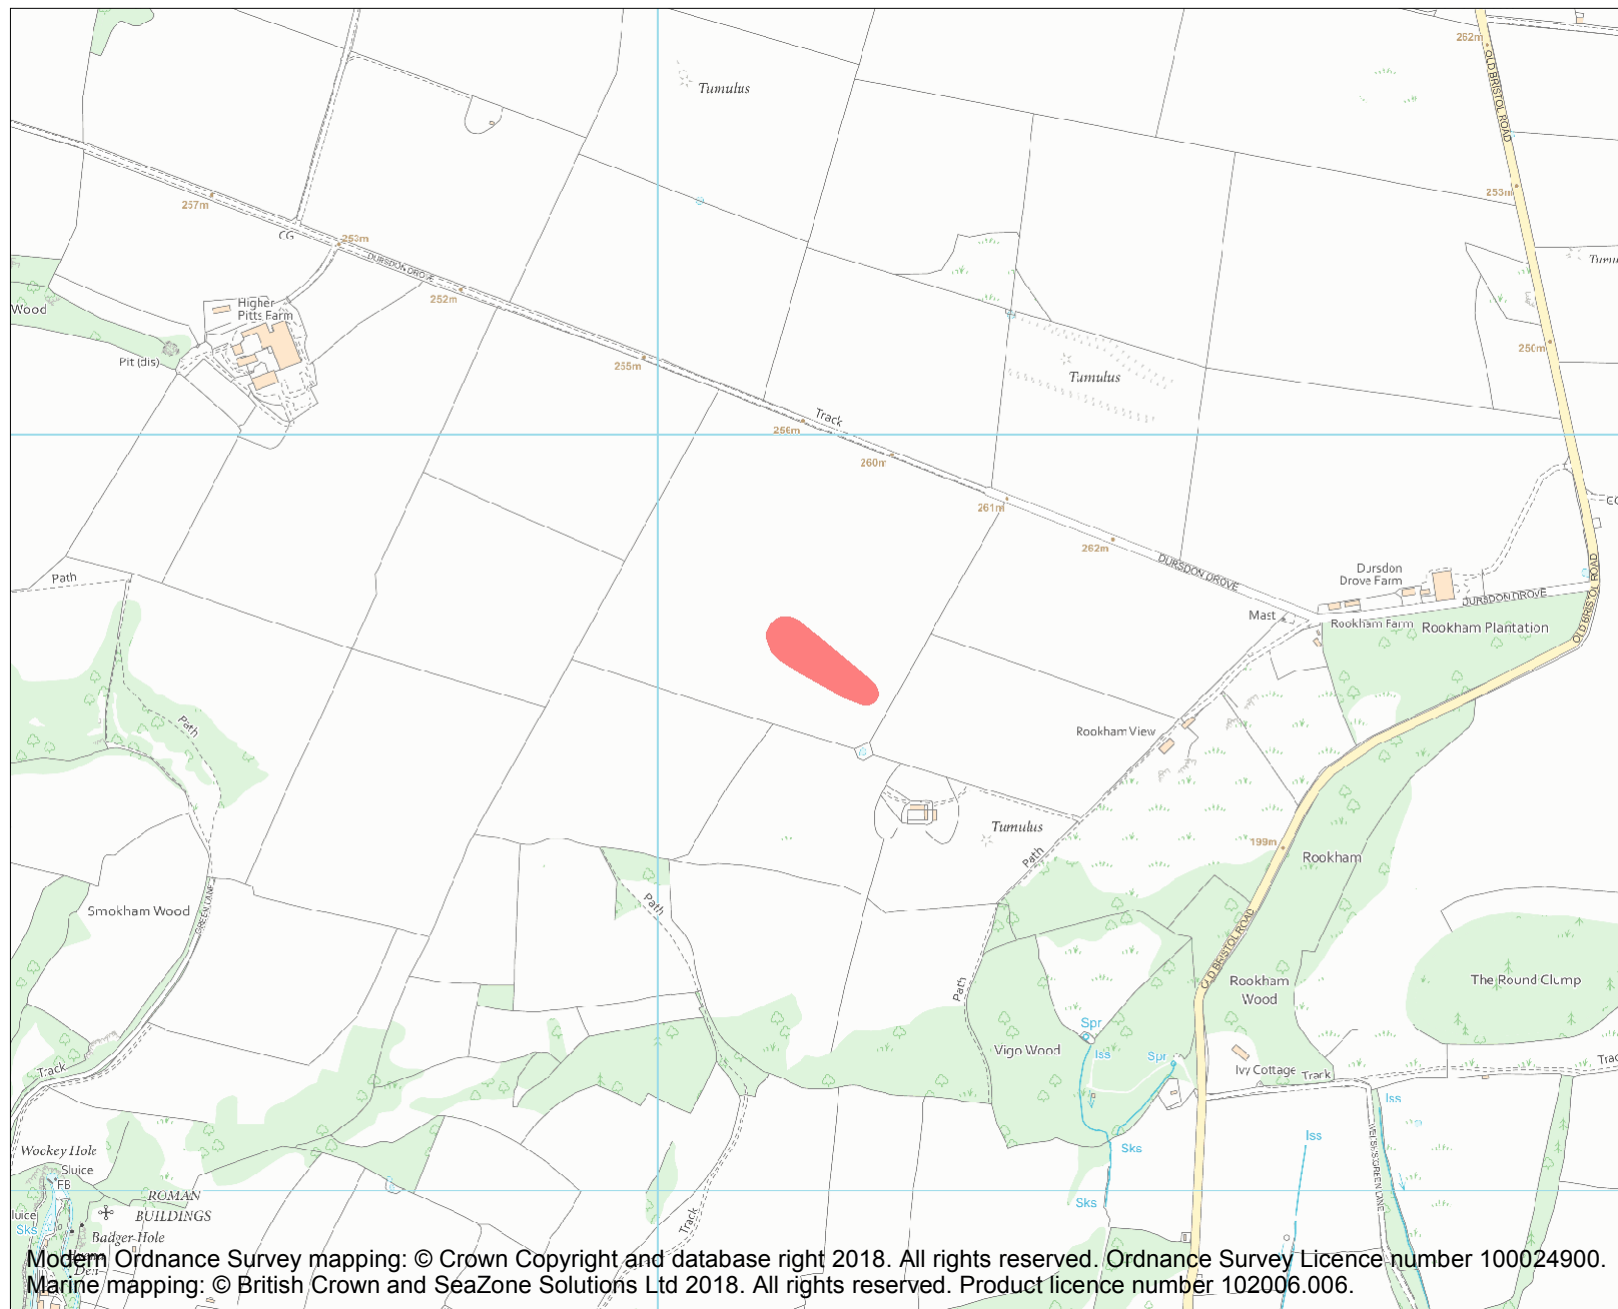 262m
OLD BRISTOL ROAD
Tumulus
253m
257m
CG
253m
DURSDON DROVE
252m
Wood
Higher
Pitts Farm
Pit (dis)
255m
250m
Tumulus
Track
256m
260m
261m
262m
DURSDON DROVE
Dursdon
Drove Farm
OLD BRISTOL ROAD
Path
Mast
Rookham Farm
Rookham Plantation
Path
Rookham View
Tumulus
Path
199m
Rookham
Smokham Wood
GREEN LANE
Path
OLD BRISTOL ROAD
Path
Rookham
Wood
The Round Clump
Spr
Vigo Wood
Iss
Spr
Ivy Cottage
Track
Track
Iss
Iss
Sks
Wookey Hole
Sluice
FB
ROMAN
BUILDINGS
Sks
Sks
Badger Hole
Track
Modern Ordnance Survey mapping: © Crown Copyright and database right 2018. All rights reserved. Ordnance Survey Licence number 100024900.
Marine mapping: © British Crown and SeaZone Solutions Ltd 2018. All rights reserved. Product licence number 102006.006.